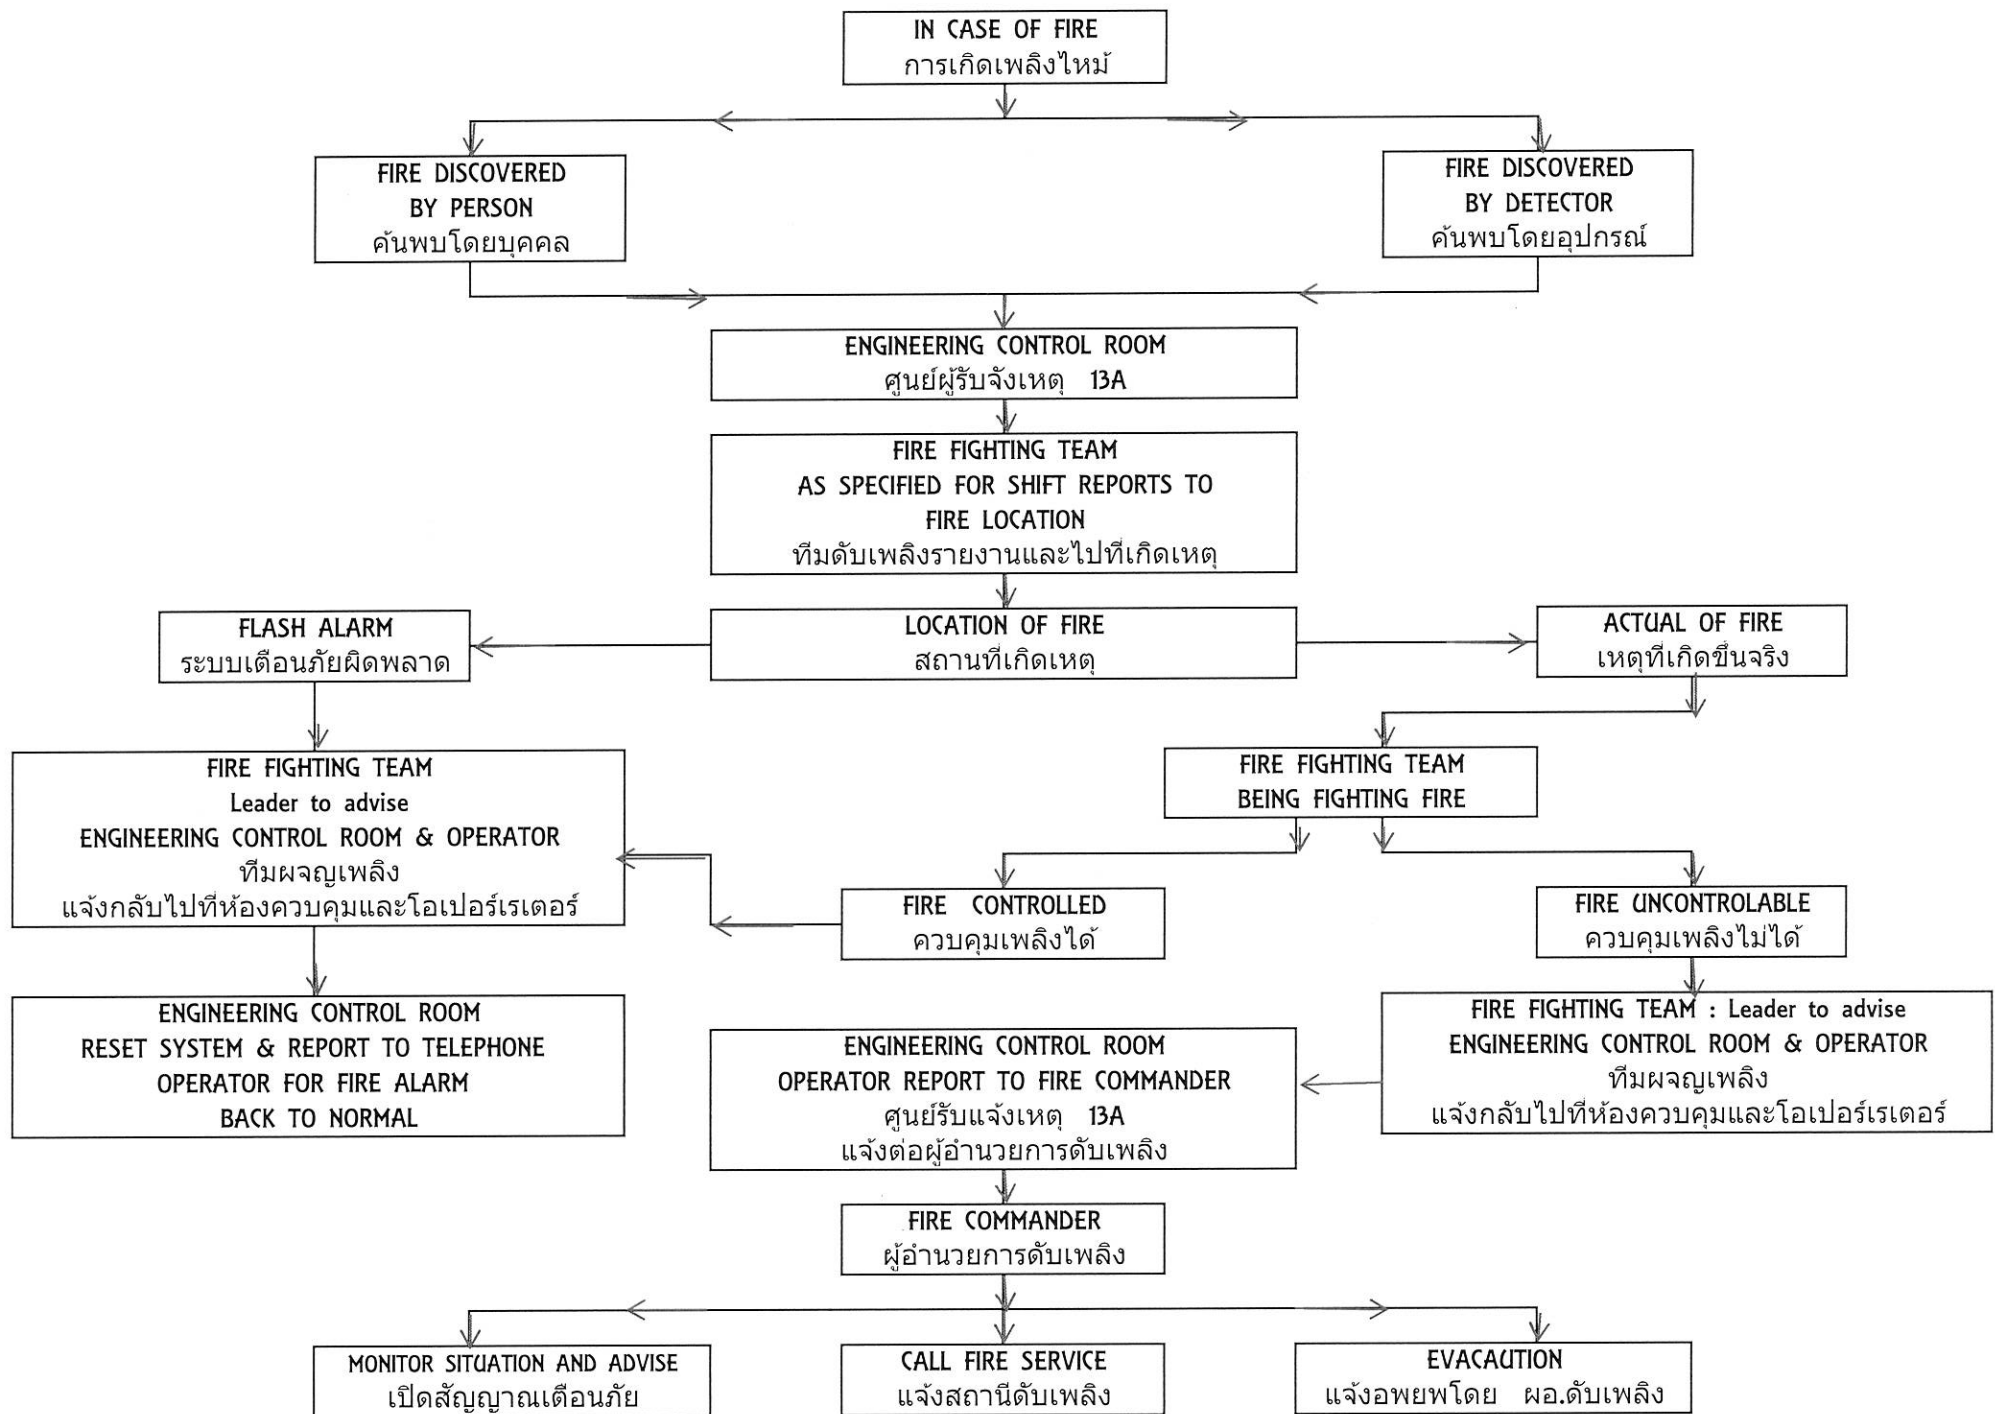 IN CASE OF FIRE
การเกิดเพลิงไหม้
FIRE DISCOVERED
BY PERSON
ค้นพบโดยบุคคล
FIRE DISCOVERED
BY DETECTOR
ค้นพบโดยอุปกรณ์
ENGINEERING CONTROL ROOM
ศูนย์ผู้รับจังเหตุ 13A
FIRE FIGHTING TEAM
AS SPECIFIED FOR SHIFT REPORTS TO
FIRE LOCATION
ทีมดับเพลิงรายงานและไปที่เกิดเหตุ
FLASH ALARM
ระบบเตือนภัยผิดพลาด
LOCATION OF FIRE
สถานที่เกิดเหตุ
ACTUAL OF FIRE
เหตุที่เกิดขึ้นจริง
FIRE FIGHTING TEAM
Leader to advise
ENGINEERING CONTROL ROOM & OPERATOR
ทีมผจญเพลิง
แจ้งกลับไปที่ห้องควบคุมและโอเปอร์เรเตอร์
FIRE FIGHTING TEAM
BEING FIGHTING FIRE
FIRE CONTROLLED
ควบคุมเพลิงได้
FIRE UNCONTROLABLE
ควบคุมเพลิงไม่ได้
ENGINEERING CONTROL ROOM
RESET SYSTEM & REPORT TO TELEPHONE
OPERATOR FOR FIRE ALARM
BACK TO NORMAL
ENGINEERING CONTROL ROOM
OPERATOR REPORT TO FIRE COMMANDER
ศูนย์รับแจ้งเหตุ 13A
แจ้งต่อผู้อำนวยการดับเพลิง
FIRE FIGHTING TEAM : Leader to advise
ENGINEERING CONTROL ROOM & OPERATOR
ทีมผจญเพลิง
แจ้งกลับไปที่ห้องควบคุมและโอเปอร์เรเตอร์
FIRE COMMANDER
ผู้อำนวยการดับเพลิง
MONITOR SITUATION AND ADVISE
เปิดสัญญาณเตือนภัย
CALL FIRE SERVICE
แจ้งสถานีดับเพลิง
EVACAUTION
แจ้งอพยพโดย ผอ.ดับเพลิง